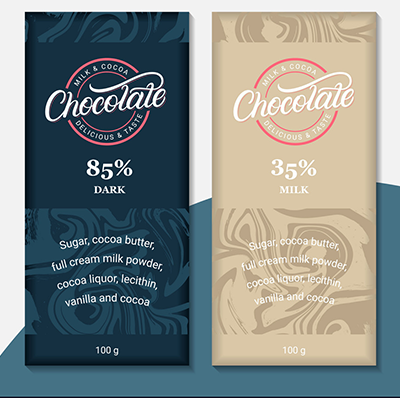 MILK & COCOA
Chocolate
DELICIOUS & TASTE
85%
DARK
Sugar, cocoa butter,
full cream milk powder,
cocoa liquor, lecithin,
vanilla and cocoa
100 g
MILK & COCOA
Chocolate
DELICIOUS & TASTE
35%
MILK
Sugar, cocoa butter,
full cream milk powder,
cocoa liquor, lecithin,
vanilla and cocoa
100 g